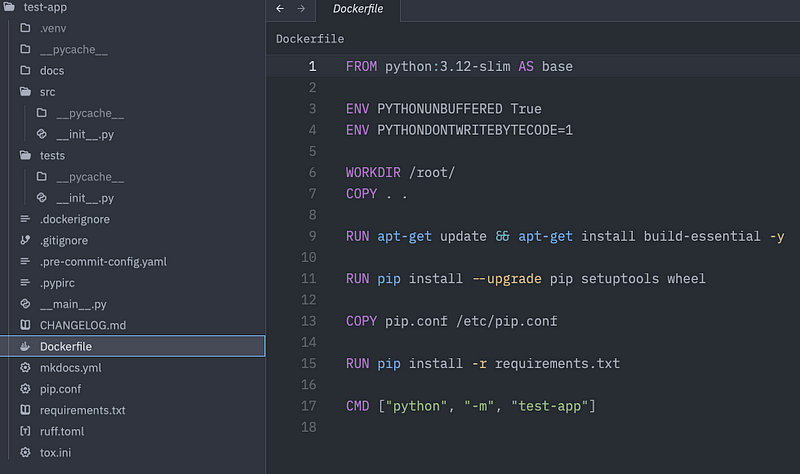 test-app
.venv
__pycache__
docs
src
__pycache__
__init__.py
tests
__pycache__
__init__.py
.dockerignore
.gitignore
.pre-commit-config.yaml
.pypirc
__main__.py
CHANGELOG.md
Dockerfile
mkdocs.yml
pip.conf
requirements.txt
ruff.toml
tox.ini
Dockerfile
Dockerfile
1 FROM python:3.12-slim AS base
2
3 ENV PYTHONUNBUFFERED True
4 ENV PYTHONDONTWRITEBYTECODE=1
5
6 WORKDIR /root/
7 COPY . .
8
9 RUN apt-get update && apt-get install build-essential -y
10
11 RUN pip install --upgrade pip setuptools wheel
12
13 COPY pip.conf /etc/pip.conf
14
15 RUN pip install -r requirements.txt
16
17 CMD ["python", "-m", "test-app"]
18